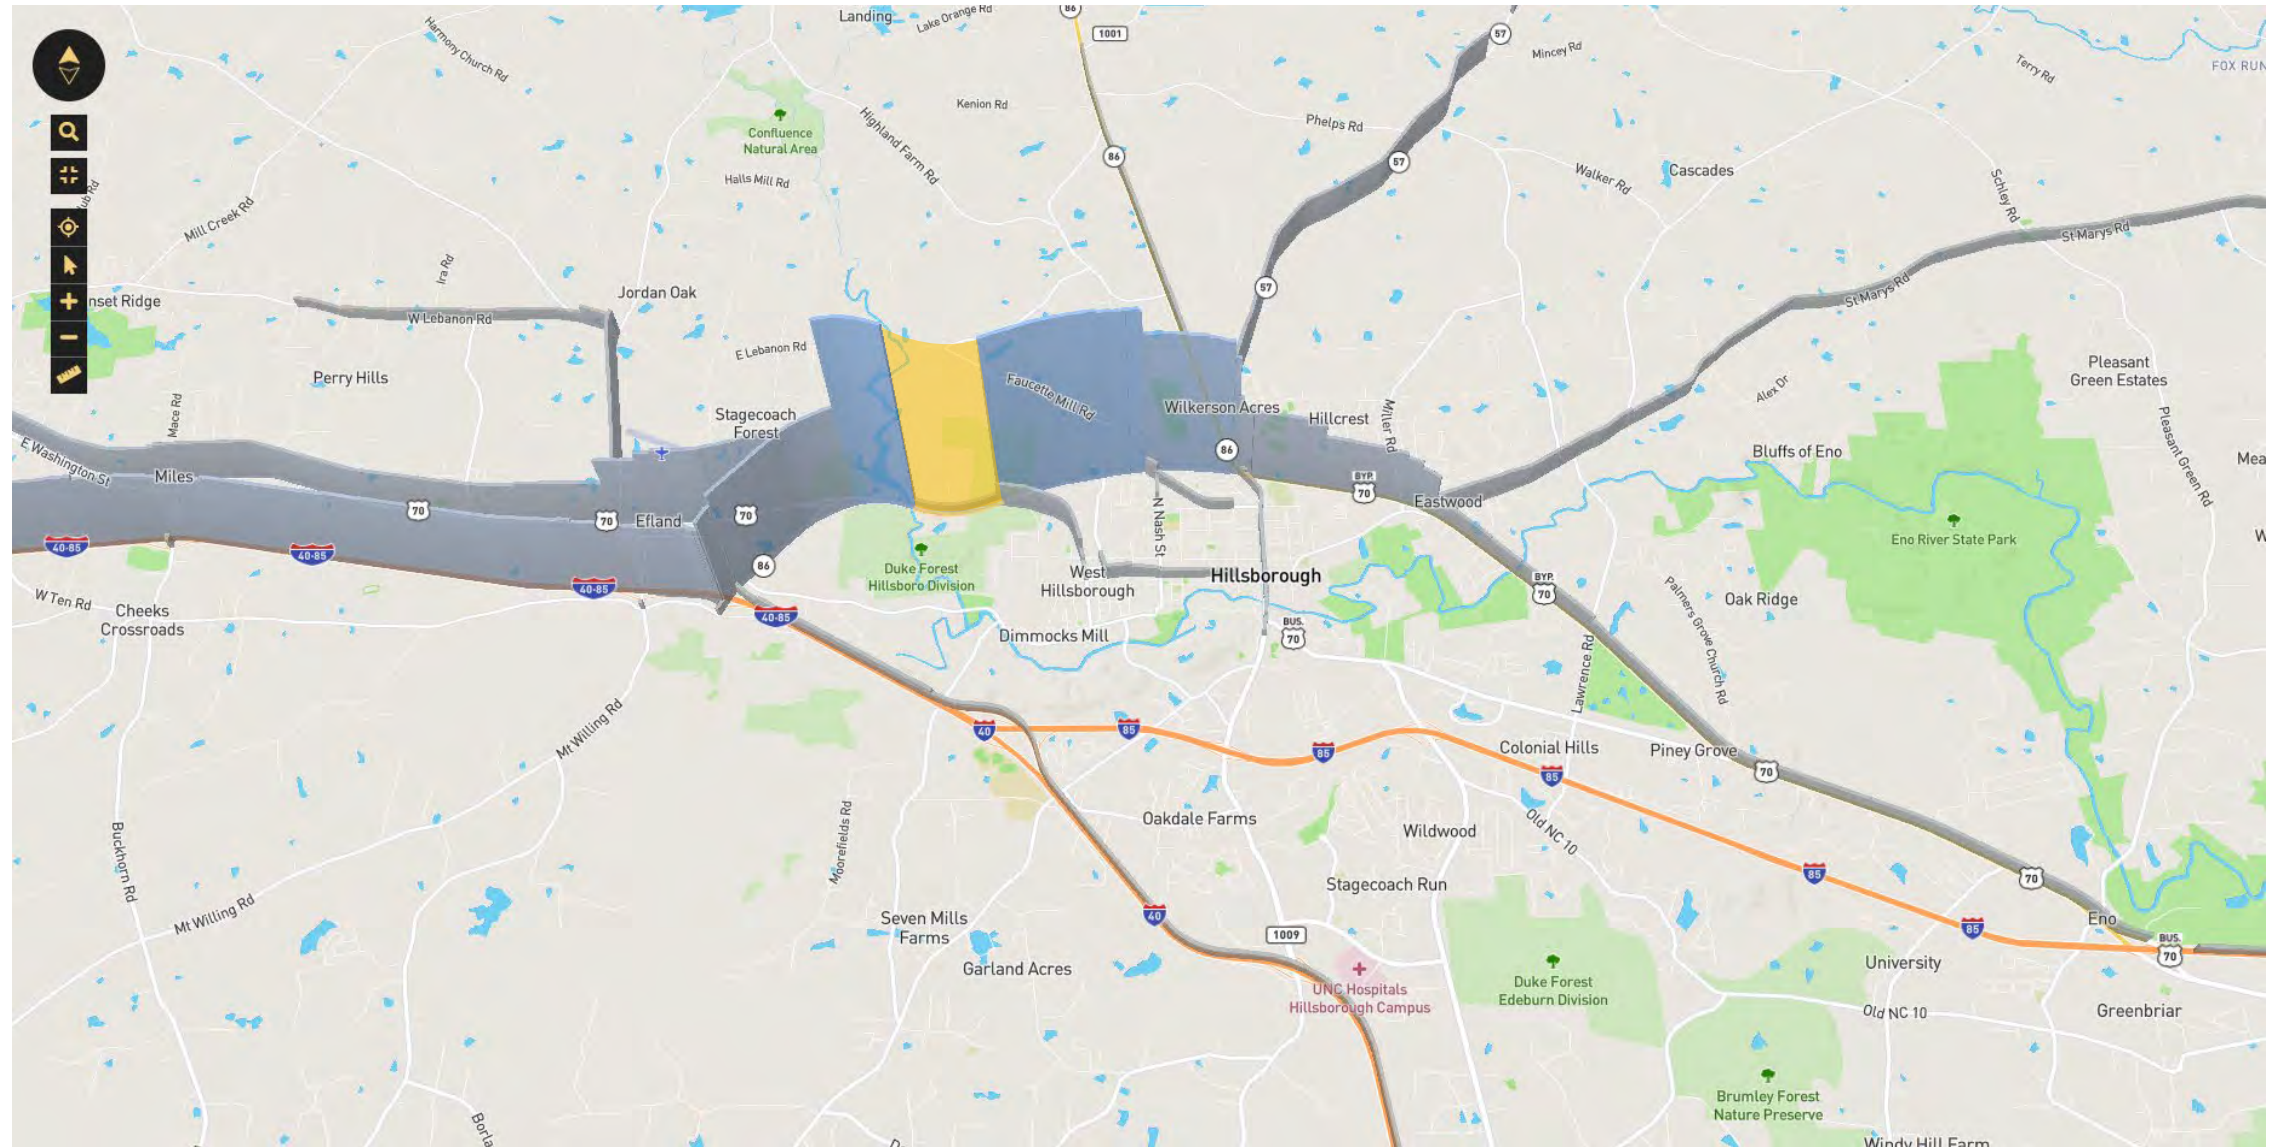 Landing
Lake Orange Rd
86
1001
57
Mincey Rd
Terry Rd
FOX RUN
Harmony Church Rd
Kenion Rd
Highland Farm Rd
Phelps Rd
Confluence
Natural Area
86
57
Walker Rd
Cascades
Halls Mill Rd
Schley Rd
Mill Creek Rd
St Marys Rd
Ira Rd
57
St Marys Rd
nset Ridge
Jordan Oak
W Lebanon Rd
E Lebanon Rd
Perry Hills
Faucette Mill Rd
Pleasant
Green Estates
Alex Dr
Mace Rd
Stagecoach
Forest
Wilkerson Acres
Hillcrest
Miller Rd
Pleasant Green Rd
E Washington St
Miles
86
Bluffs of Eno
Mea
BYP.
70
Eastwood
70
70
Efland
70
N Nash St
Eno River State Park
W
40-85
40-85
86
Duke Forest
Hillsboro Division
West
Hillsborough
Hillsborough
40-85
BYP.
70
W Ten Rd
Cheeks
Crossroads
40-85
Oak Ridge
Palmers Grove Church Rd
Dimmocks Mill
BUS.
70
Lawrence Rd
Mt Willing Rd
40
85
85
Colonial Hills
Piney Grove
85
70
Moorefields Rd
Buckhorn Rd
Oakdale Farms
Wildwood
Old NC 10
Stagecoach Run
85
70
Mt Willing Rd
Seven Mills
Farms
40
1009
Eno
85
BUS.
70
Garland Acres
UNC Hospitals
Hillsborough Campus
Duke Forest
Edeburn Division
University
Old NC 10
Greenbriar
Brumley Forest
Nature Preserve
Borla
Windy Hill Farm